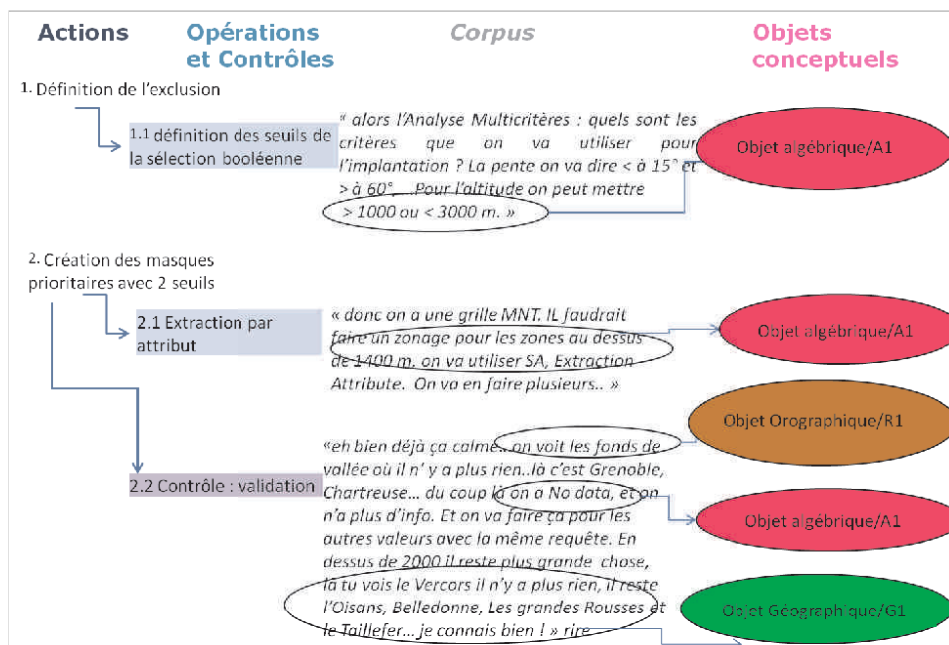 Actions
Opérations
et Contrôles
Corpus
Objets
conceptuels
1. Définition de l'exclusion
1.1 définition des seuils de
la sélection booléenne
« alors l'Analyse Multicritères : quels sont les
critères que on va utiliser pour
l'implantation ? La pente on va dire < à 15° et
> à 60°,...Pour l'altitude on peut mettre
> 1000 ou < 3000 m. »
Objet algébrique/A1
2. Création des masques
prioritaires avec 2 seuils
2.1 Extraction par
attribut
« donc on a une grille MNT. IL faudrait
faire un zonage pour les zones au dessus
de 1400 m. on va utiliser SA, Extraction
Attribute. On va en faire plusieurs.. »
Objet algébrique/A1
Objet Orographique/R1
2.2 Contrôle : validation
«eh bien déjà ça calme.. on voit les fonds de
vallée où il n' y a plus rien..là c'est Grenoble,
Chartreuse... du coup là on a No data, et on
n'a plus d'info. Et on va faire ça pour les
autres valeurs avec la même requête. En
dessus de 2000 il reste plus grande chose,
là tu vois le Vercors il n'y a plus rien, il reste
l'Oisans, Belledonne, Les grandes Rousses et
le Taillefer... je connais bien ! » rire
Objet algébrique/A1
Objet Géographique/G1